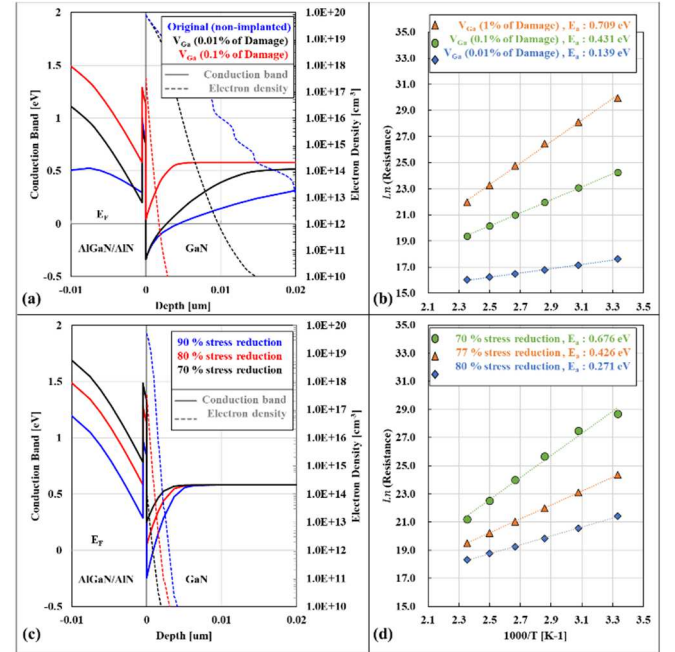 Original (non-implanted)
V_Ga (0.01% of Damage)
V_Ga (0.1% of Damage)
Conduction band
Electron density
Conduction Band [eV]
2
1.5
1
0.5
0
-0.5
1.0E+20
1.0E+19
1.0E+18
1.0E+17
1.0E+16
1.0E+15
1.0E+14
1.0E+13
1.0E+12
1.0E+11
1.0E+10
Electron Density [cm-3]
E_F
AlGaN/AlN
GaN
(a)
-0.01
0
0.01
0.02
Depth [um]
V_Ga (1% of Damage) , E_a : 0.709 eV
V_Ga (0.1% of Damage) , E_a : 0.431 eV
V_Ga (0.01% of Damage) , E_a : 0.139 eV
Ln (Resistance)
35.0
31.0
29.0
27.0
25.0
23.0
21.0
19.0
17.0
15.0
(b)
2.1
2.3
2.5
2.7
2.9
3.1
3.3
3.5
90 % stress reduction
80 % stress reduction
70 % stress reduction
Conduction band
Electron density
Conduction Band [eV]
2
1.5
1
0.5
0
-0.5
1.0E+20
1.0E+19
1.0E+18
1.0E+17
1.0E+16
1.0E+15
1.0E+14
1.0E+13
1.0E+12
1.0E+11
1.0E+10
Electron Density [cm-3]
E_F
AlGaN/AlN
GaN
(c)
-0.01
0
0.01
0.02
Depth [um]
70 % stress reduction , E_a : 0.676 eV
77 % stress reduction , E_a : 0.426 eV
80 % stress reduction , E_a : 0.271 eV
Ln (Resistance)
35.0
31.0
29.0
27.0
25.0
23.0
21.0
19.0
17.0
15.0
(d)
2.1
2.3
2.5
2.7
2.9
3.1
3.3
3.5
1000/T [K-1]